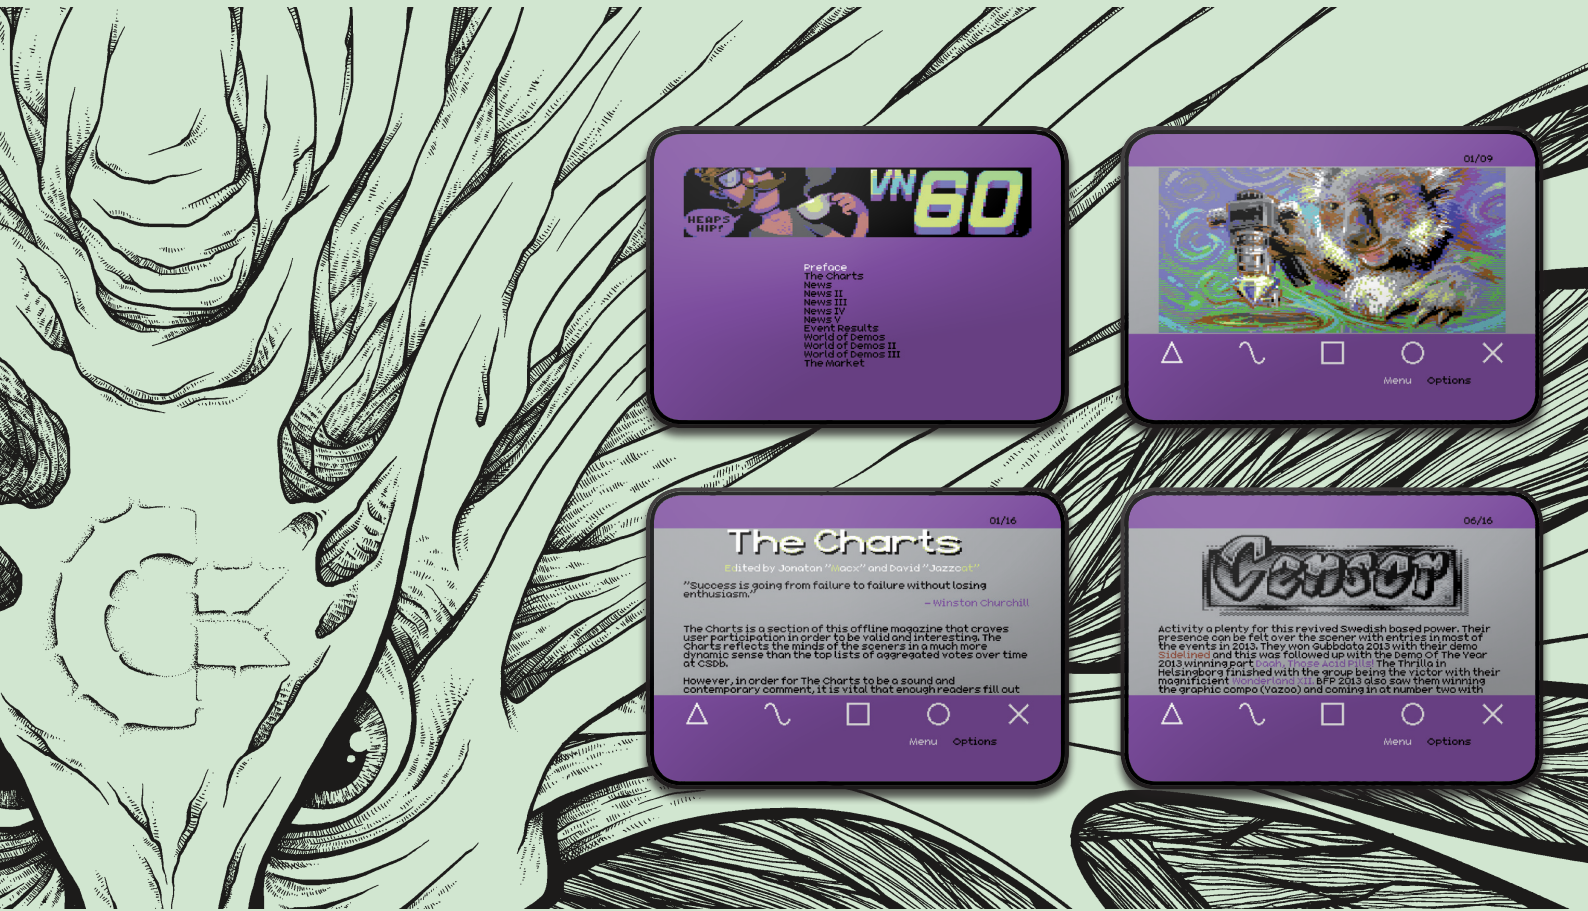 HEAPS
HIP!
VN60
Preface
The Charts
News
News II
News III
News IV
News V
Event Results
World of Demos
World of Demos II
World of Demos III
The Market
01/09
Menu Options
01/16
The Charts
Edited by Jonatan "Macx" and David "Jazzcat"
"Success is going from failure to failure without losing
enthusiasm."
- Winston Churchill
The Charts is a section of this offline magazine that craves
user participation in order to be valid and interesting. The
Charts reflects the minds of the sceners in a much more
dynamic sense than the top lists of aggregated votes over time
at CSDb.
However, in order for The Charts to be a sound and
contemporary comment, it is vital that enough readers fill out
Menu Options
06/16
Censor
Activity a plenty for this revived Swedish based power. Their
presence can be felt over the scener with entries in most of
the events in 2013. They won Gubbdata 2013 with their demo
Sidelined and this was followed up with the Demo Of The Year
2013 winning part Daah, Those Acid Pills! The Thrilla in
Helsingborg finished with the group being the victor with their
magnificient Wonderland XII. BFP 2013 also saw them winning
the graphic compo (Yazoo) and coming in at number two with
Menu Options